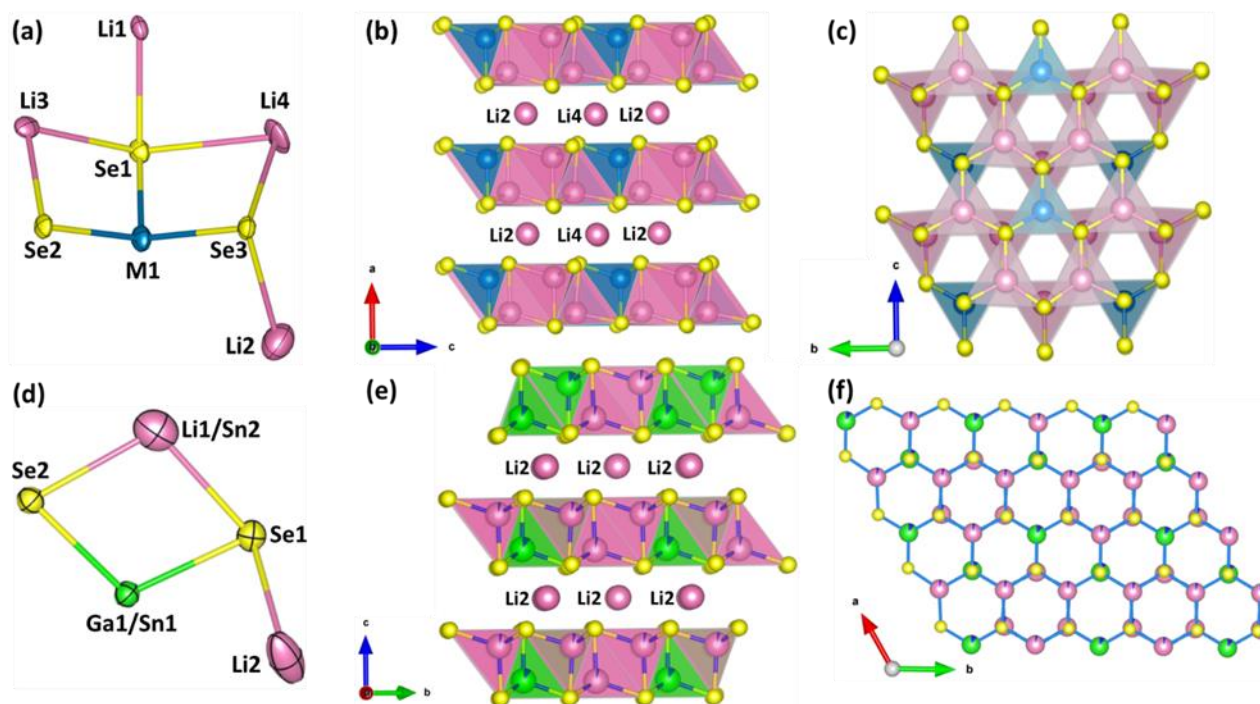 (a)
Li1
Li3
Li4
Se1
Se2
M1
Se3
Li2
(b)
Li2 Li4 Li2
Li2 Li4 Li2
a
b
c
(c)
c
b
(d)
Li1/Sn2
Se2
Se1
Ga1/Sn1
Li2
(e)
Li2 Li2 Li2
Li2 Li2 Li2
c
b
(f)
a
b